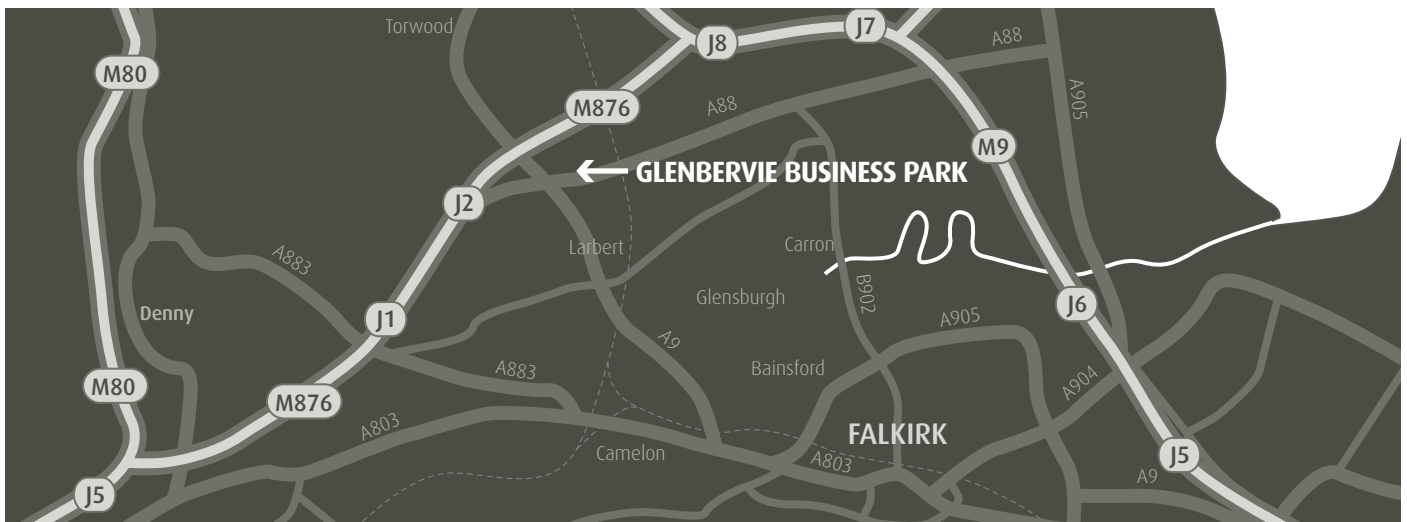 Torwood
J7
J8
A88
M80
M876
A88
A905
M9
GLENBERVIE BUSINESS PARK
J2
A883
Larbert
Carron
B902
Glensburgh
J6
Denny
J1
A905
A9
Bainsford
A883
A904
M80
M876
A803
FALKIRK
Camelon
A803
J5
A9
J5